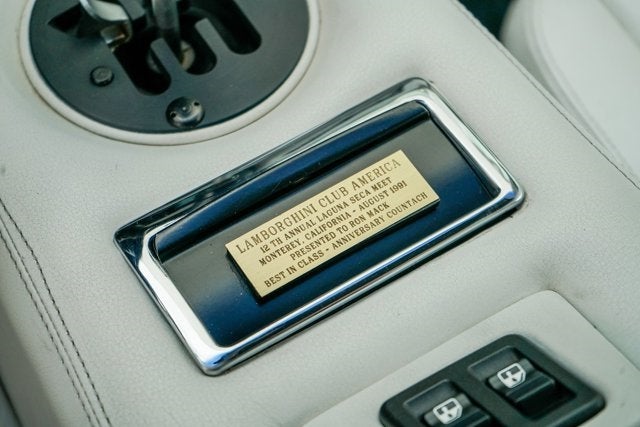 LAMBORGHINI CLUB AMERICA
12 TH ANNUAL LAGUNA SECA MEET
MONTEREY, CALIFORNIA - AUGUST 1991
PRESENTED TO RON MACK
BEST IN CLASS - ANNIVERSARY COUNTACH